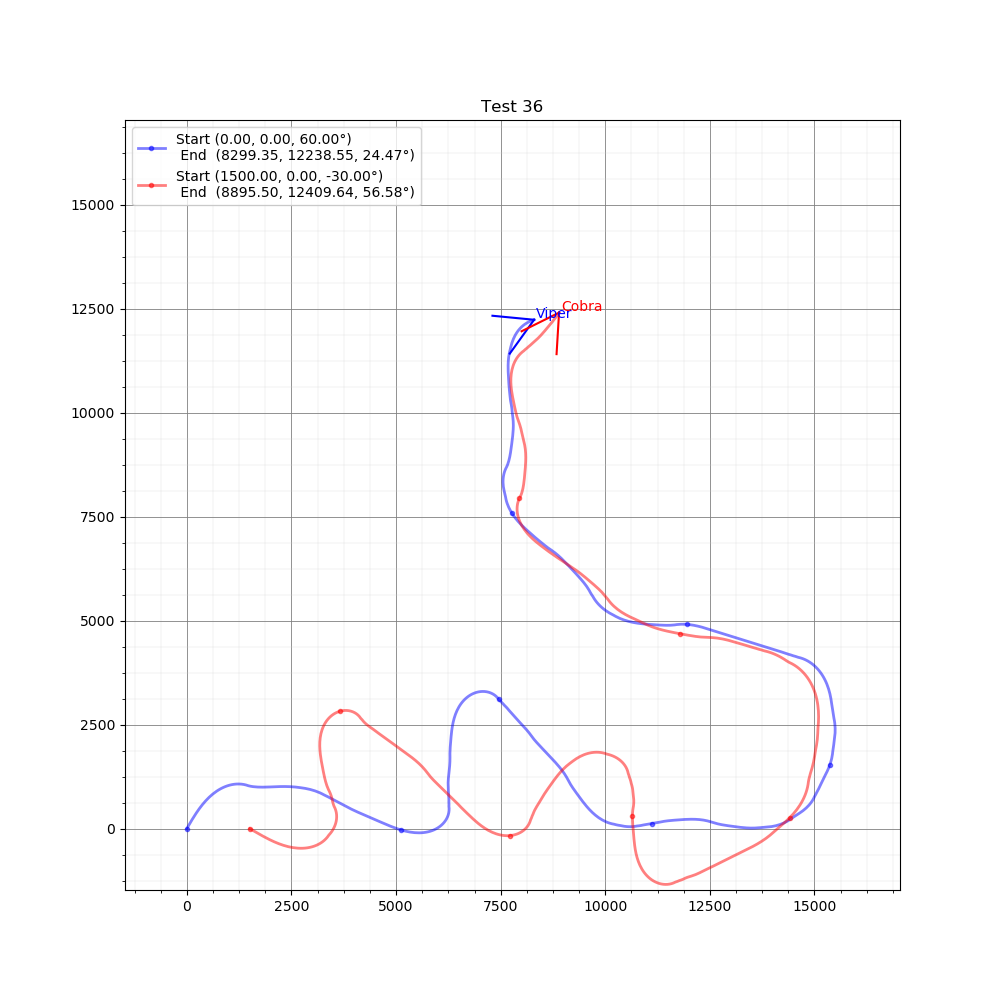 Test 36
Start (0.00, 0.00, 60.00°)
End (8299.35, 12238.55, 24.47°)
Start (1500.00, 0.00, -30.00°)
End (8895.50, 12409.64, 56.58°)
15000
12500
10000
7500
5000
2500
0
Viper
Cobra
0
2500
5000
7500
10000
12500
15000